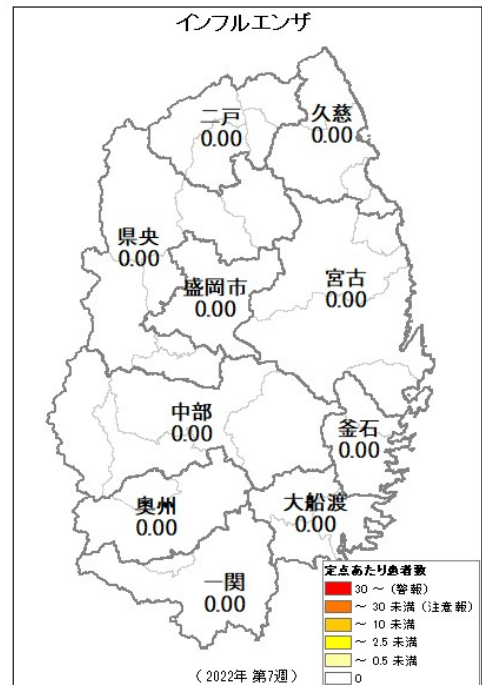 インフルエンザ
二戸
0.00
久慈
0.00
県央
0.00
盛岡市
0.00
宮古
0.00
中部
0.00
釜石
0.00
奥州
0.00
大船渡
0.00
一関
0.00
定点あたり患者数
30 ～ (警報)
～ 30 未満 (注意報)
～ 10 未満
～ 2.5 未満
～ 0.5 未満
0
(2022年 第7週)